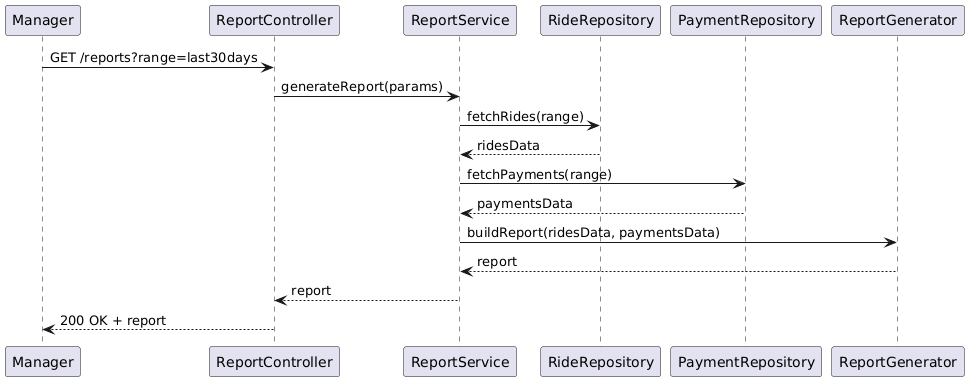 Manager ReportController ReportService RideRepository PaymentRepository ReportGenerator
GET /reports?range=last30days
generateReport(params)
fetchRides(range)
ridesData
fetchPayments(range)
paymentsData
buildReport(ridesData, paymentsData)
report
report
200 OK + report
Manager ReportController ReportService RideRepository PaymentRepository ReportGenerator